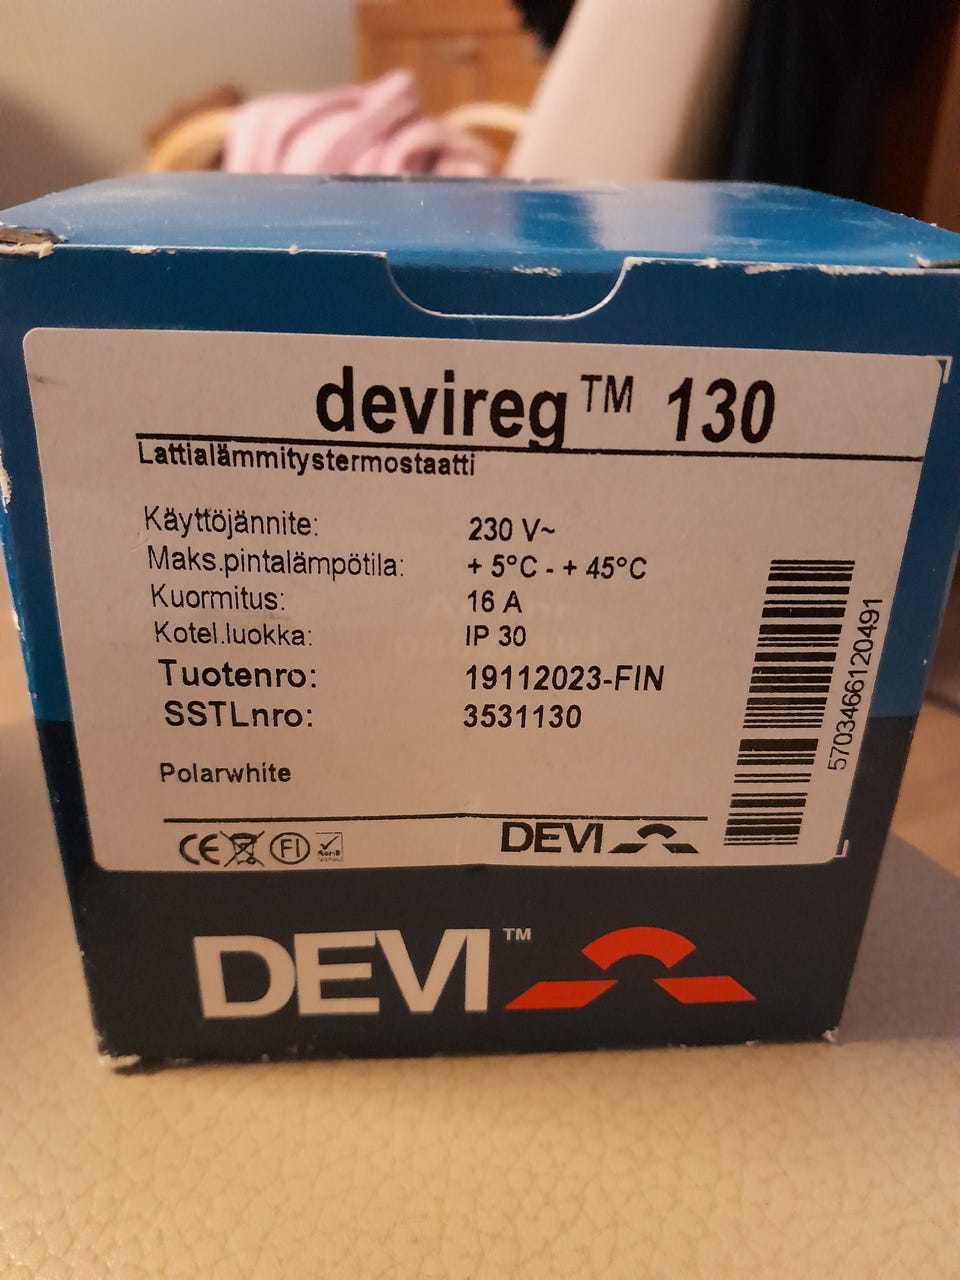 devireg™ 130
Lattialämmitystermostaatti
Käyttöjännite: 230 V~
Maks.pintalämpötila: + 5°C - + 45°C
Kuormitus: 16 A
Kotel.luokka: IP 30
Tuotenro: 19112023-FIN
SSTLnro: 3531130
Polarwhite
5703466120491
CE FI RoHS
DEVI
DEVI™